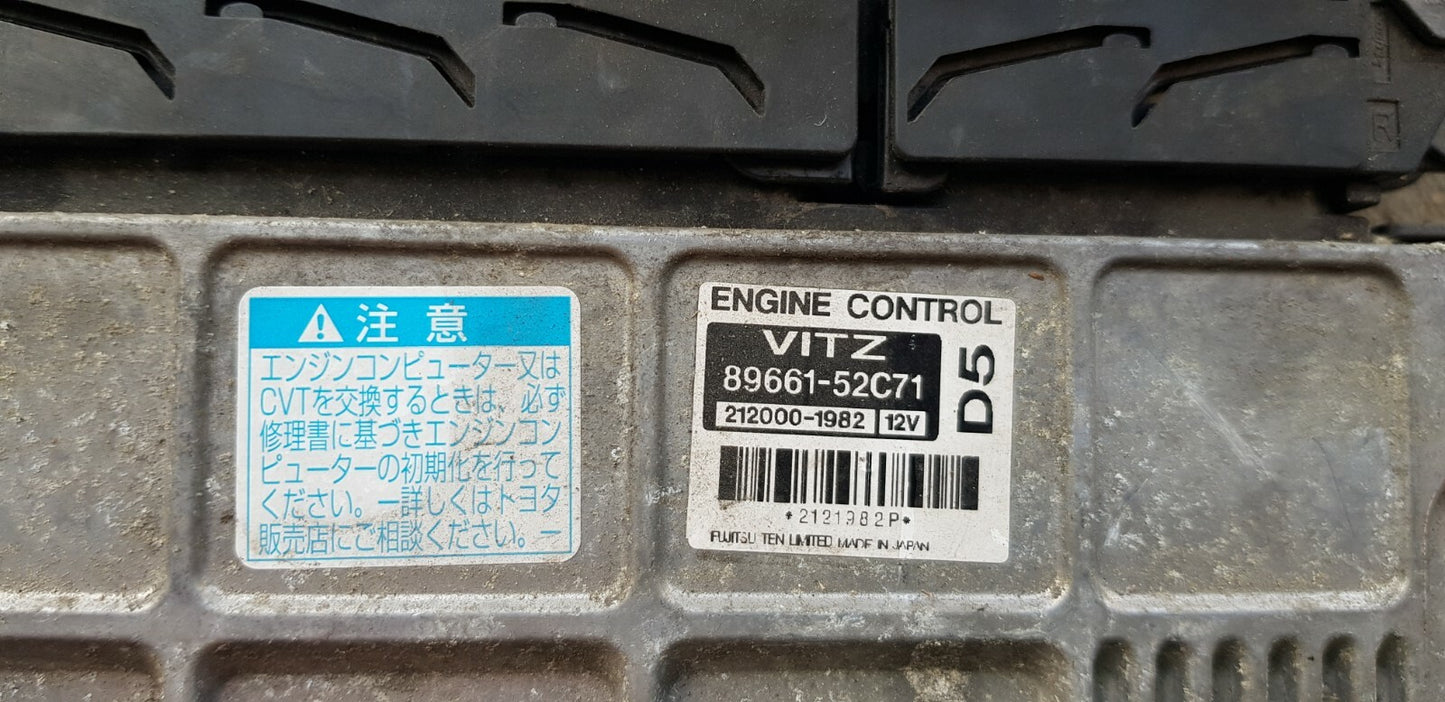 注意
エンジンコンピューター又は
CVTを交換するときは、必ず
修理書に基づきエンジンコン
ピューターの初期化を行って
ください。ー詳しくはトヨタ
販売店にご相談ください。ー
ENGINE CONTROL
VITZ
89661-52C71
212000-1982 12V
D5
*2121982P*
FUJITSU TEN LIMITED MADE IN JAPAN